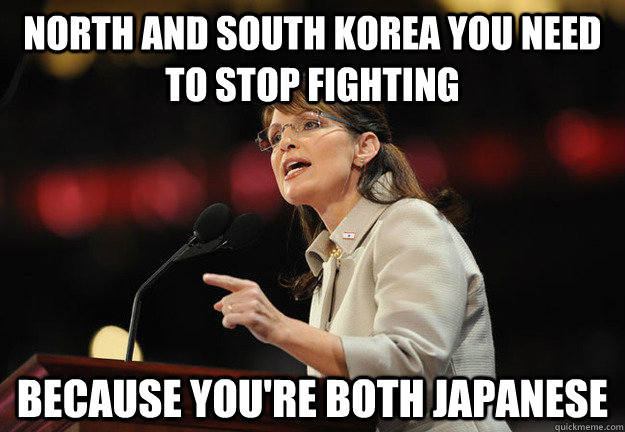 NORTH AND SOUTH KOREA YOU NEED
TO STOP FIGHTING
BECAUSE YOU'RE BOTH JAPANESE
quickmeme.com